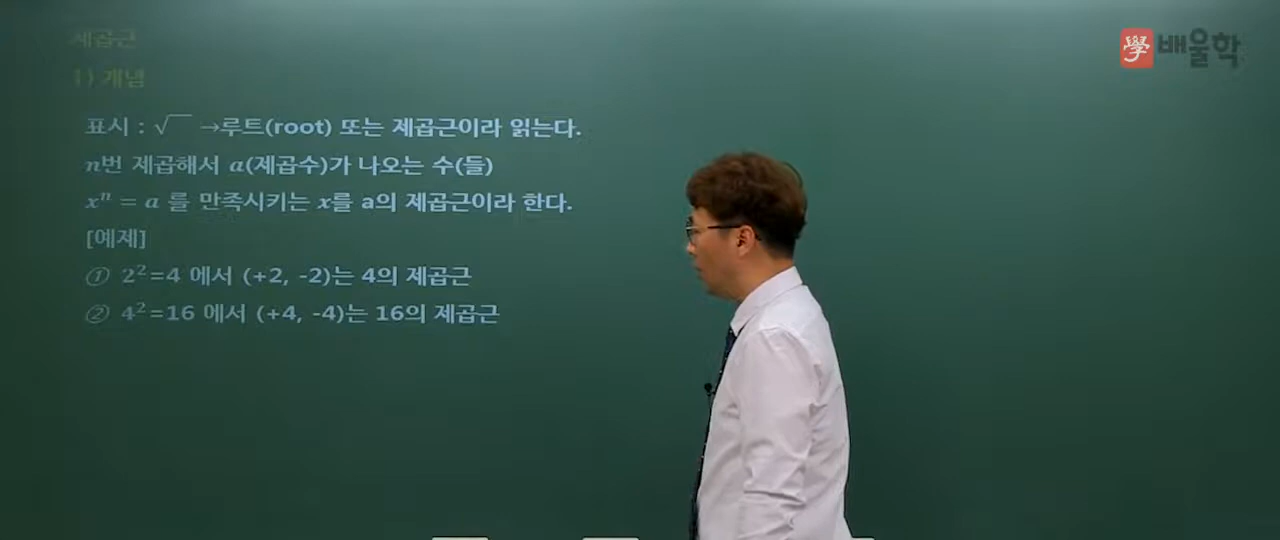 제곱근
1) 개념
學 배울학
표시 : √ →루트(root) 또는 제곱근이라 읽는다.
n번 제곱해서 a(제곱수)가 나오는 수(들)
xⁿ = a 를 만족시키는 x를 a의 제곱근이라 한다.
[예제]
① 2²=4 에서 (+2, -2)는 4의 제곱근
② 4²=16 에서 (+4, -4)는 16의 제곱근